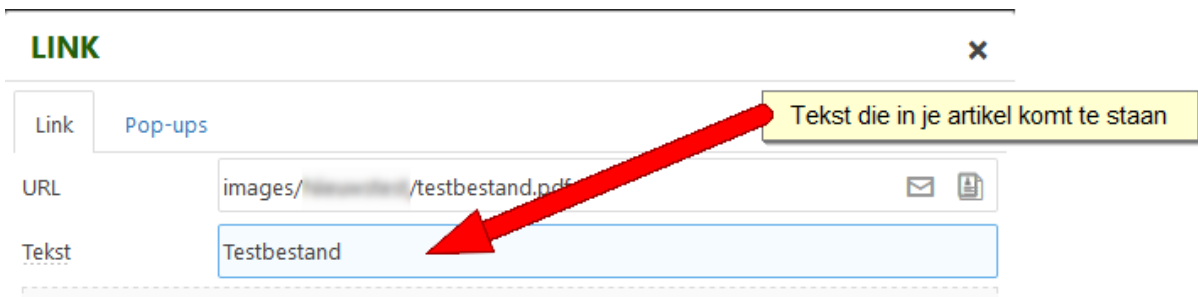 LINK
Tekst die in je artikel komt te staan
Link Pop-ups
URL images/ /testbestand.pdf
Tekst Testbestand